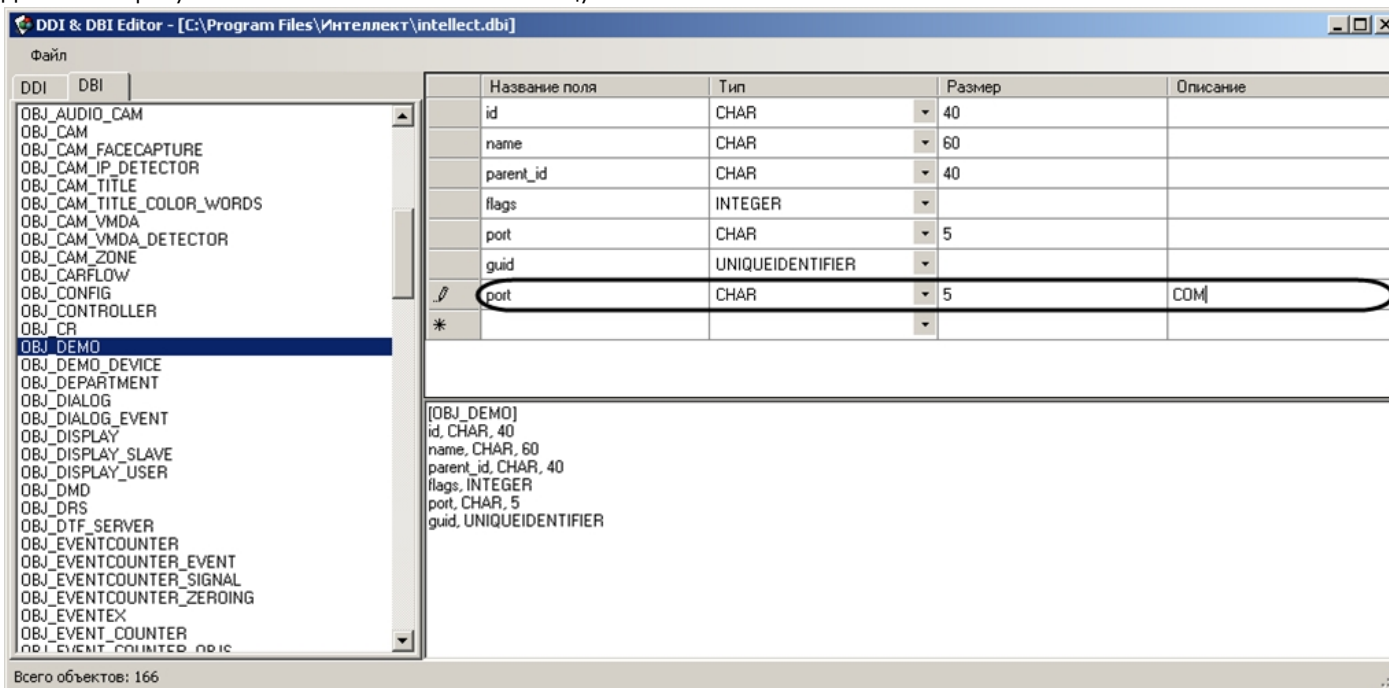 DDI & DBI Editor - [C:\Program Files\Интеллект\intellect.dbi]
Файл
DDI DBI
OBJ_AUDIO_CAM
OBJ_CAM
OBJ_CAM_FACECAPTURE
OBJ_CAM_IP_DETECTOR
OBJ_CAM_TITLE
OBJ_CAM_TITLE_COLOR_WORDS
OBJ_CAM_VMDA
OBJ_CAM_VMDA_DETECTOR
OBJ_CAM_ZONE
OBJ_CARFLOW
OBJ_CONFIG
OBJ_CONTROLLER
OBJ_CR
OBJ_DEMO
OBJ_DEMO_DEVICE
OBJ_DEPARTMENT
OBJ_DIALOG
OBJ_DIALOG_EVENT
OBJ_DISPLAY
OBJ_DISPLAY_SLAVE
OBJ_DISPLAY_USER
OBJ_DMD
OBJ_DRS
OBJ_DTF_SERVER
OBJ_EVENTCOUNTER
OBJ_EVENTCOUNTER_EVENT
OBJ_EVENTCOUNTER_SIGNAL
OBJ_EVENTCOUNTER_ZEROING
OBJ_EVENTEX
OBJ_EVENT_COUNTER
OBJ_EVENT_COUNTER_OBJS
Название поля Тип Размер Описание
id CHAR 40
name CHAR 60
parent_id CHAR 40
flags INTEGER
port CHAR 5
guid UNIQUEIDENTIFIER
port CHAR 5 COM
[OBJ_DEMO]
id, CHAR, 40
name, CHAR, 60
parent_id, CHAR, 40
flags, INTEGER
port, CHAR, 5
guid, UNIQUEIDENTIFIER
Всего объектов: 166